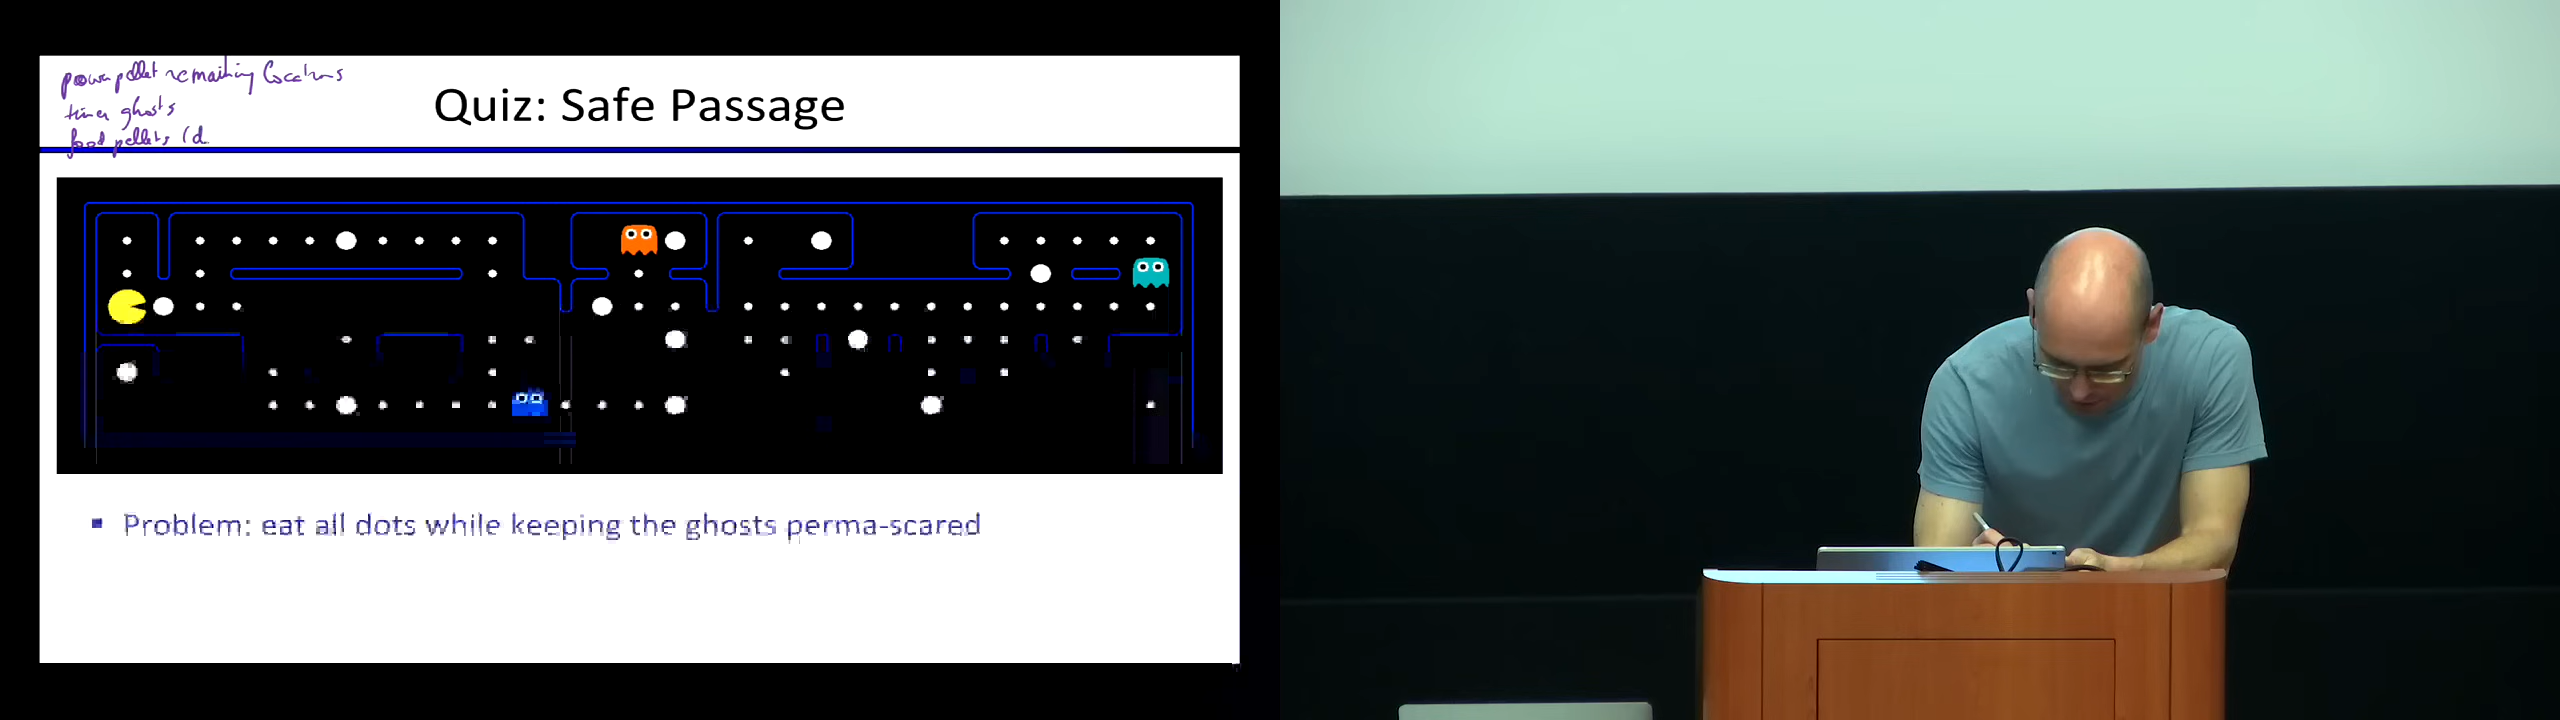 power pellet remaining locations
timer ghosts
food pellets (d
Quiz: Safe Passage
Problem: eat all dots while keeping the ghosts perma-scared